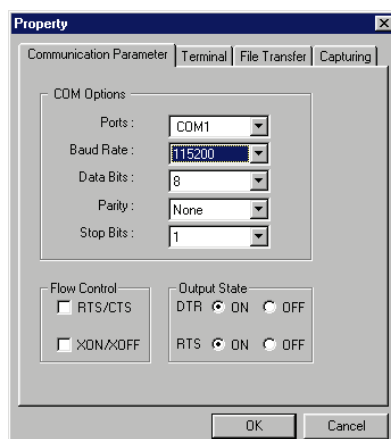 Property
Communication Parameter Terminal File Transfer Capturing
COM Options
Ports : COM1
Baud Rate : 115200
Data Bits : 8
Parity : None
Stop Bits : 1
Flow Control Output State
RTS/CTS DTR ON OFF
XON/XOFF RTS ON OFF
OK Cancel